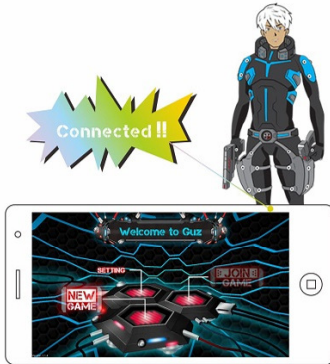 Connected !!
Welcome to Guz
SETTING
JOIN
GAME
NEW
GAME